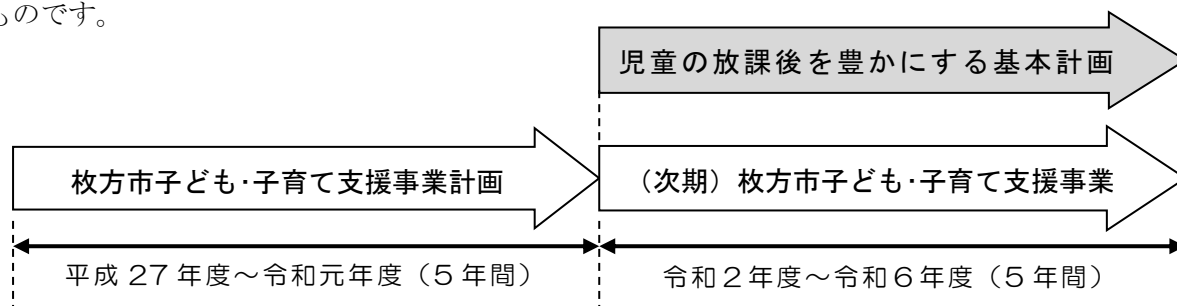 ものです。
児童の放課後を豊かにする基本計画
枚方市子ども・子育て支援事業計画
（次期）枚方市子ども・子育て支援事業
平成 27 年度～令和元年度（5 年間）
令和２年度～令和６年度（5 年間）